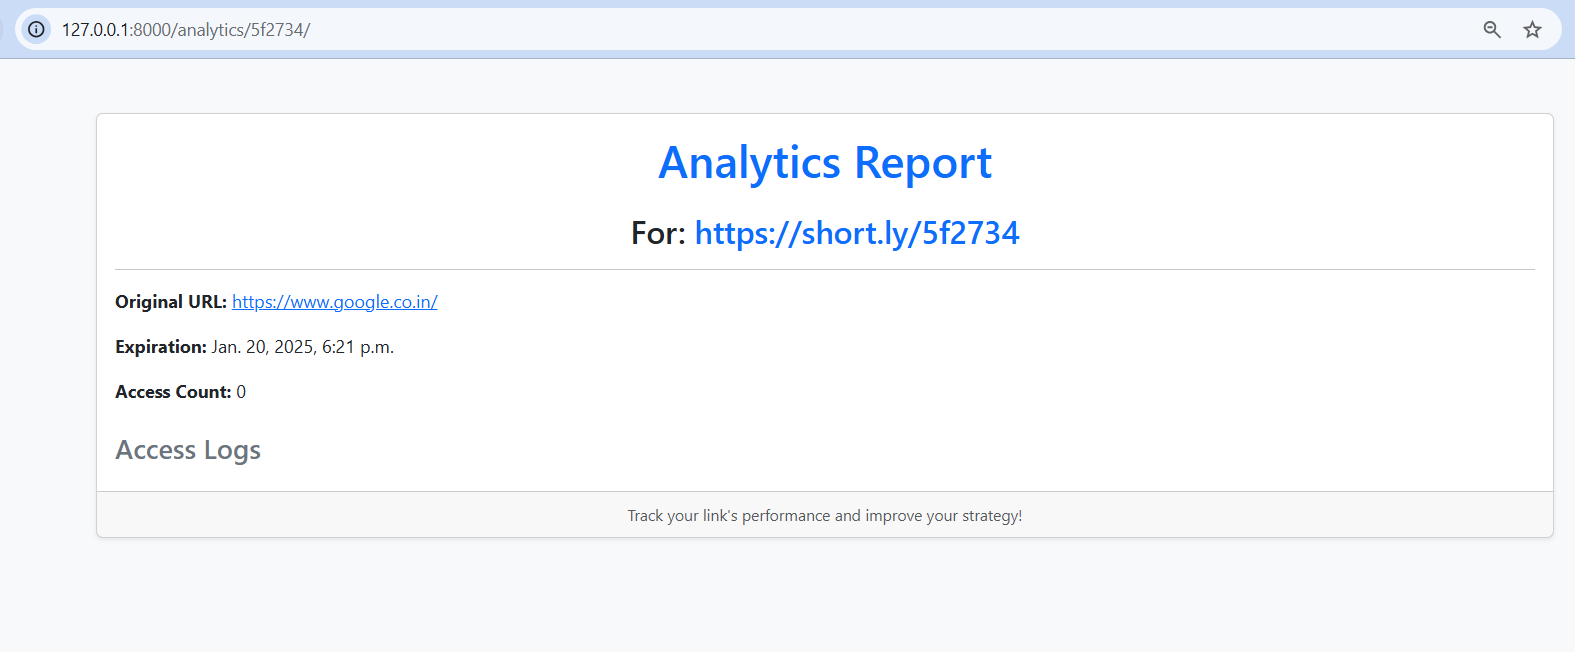 127.0.0.1:8000/analytics/5f2734/
Analytics Report
For: https://short.ly/5f2734
Original URL: https://www.google.co.in/
Expiration: Jan. 20, 2025, 6:21 p.m.
Access Count: 0
Access Logs
Track your link's performance and improve your strategy!